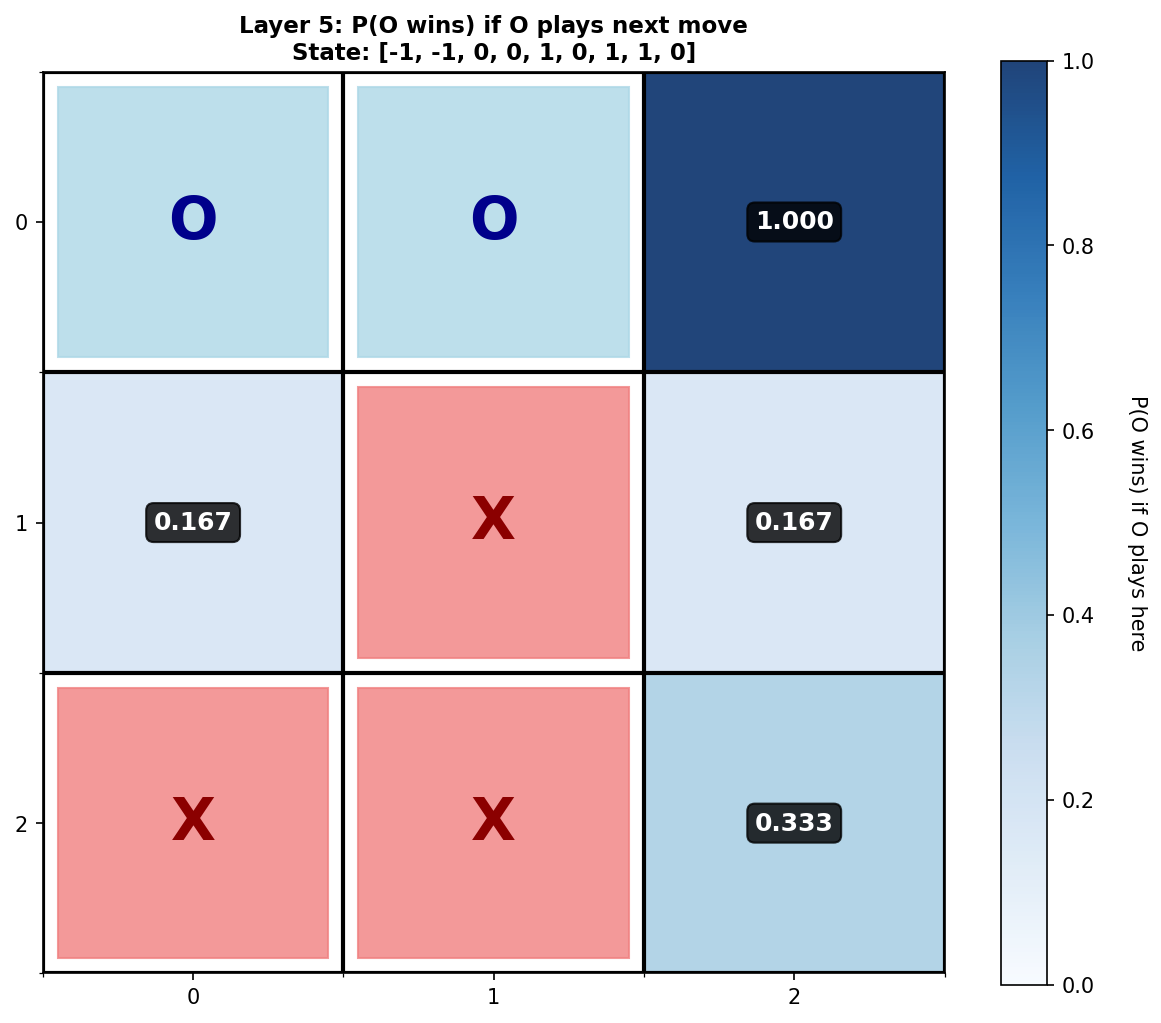 Layer 5: P(O wins) if O plays next move
State: [-1, -1, 0, 0, 1, 0, 1, 1, 0]
0
O
O
1.000
1
0.167
X
0.167
2
X
X
0.333
0
1
2
1.0
0.8
0.6
0.4
0.2
0.0
P(O wins) if O plays here